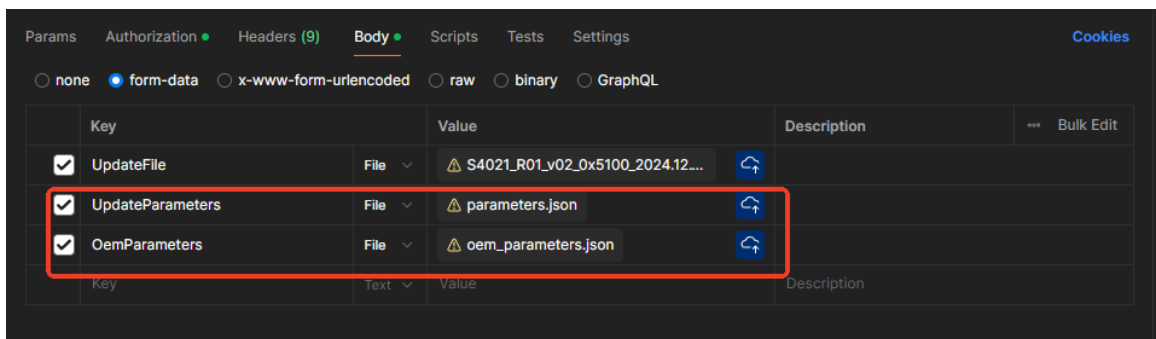 Params Authorization Headers (9) Body Scripts Tests Settings Cookies
none form-data x-www-form-urlencoded raw binary GraphQL
Key Value Description Bulk Edit
UpdateFile File S4021_R01_v02_0x5100_2024.12....
UpdateParameters File parameters.json
OemParameters File oem_parameters.json
Key Text Value Description